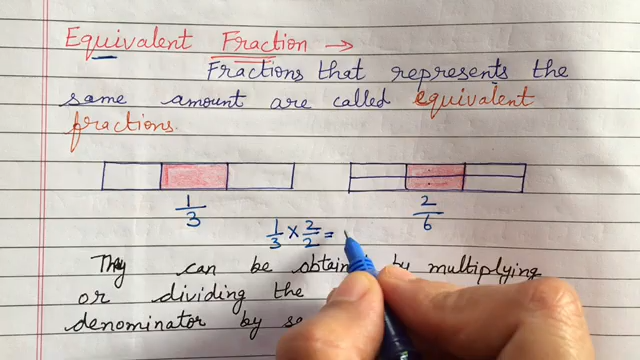 Equivalent Fraction →
Fractions that represents the
same amount are called equivalent
fractions.
1/3
2/6
1/3 × 2/2 =
They can be obtain by multiplying
or dividing the
denominator by